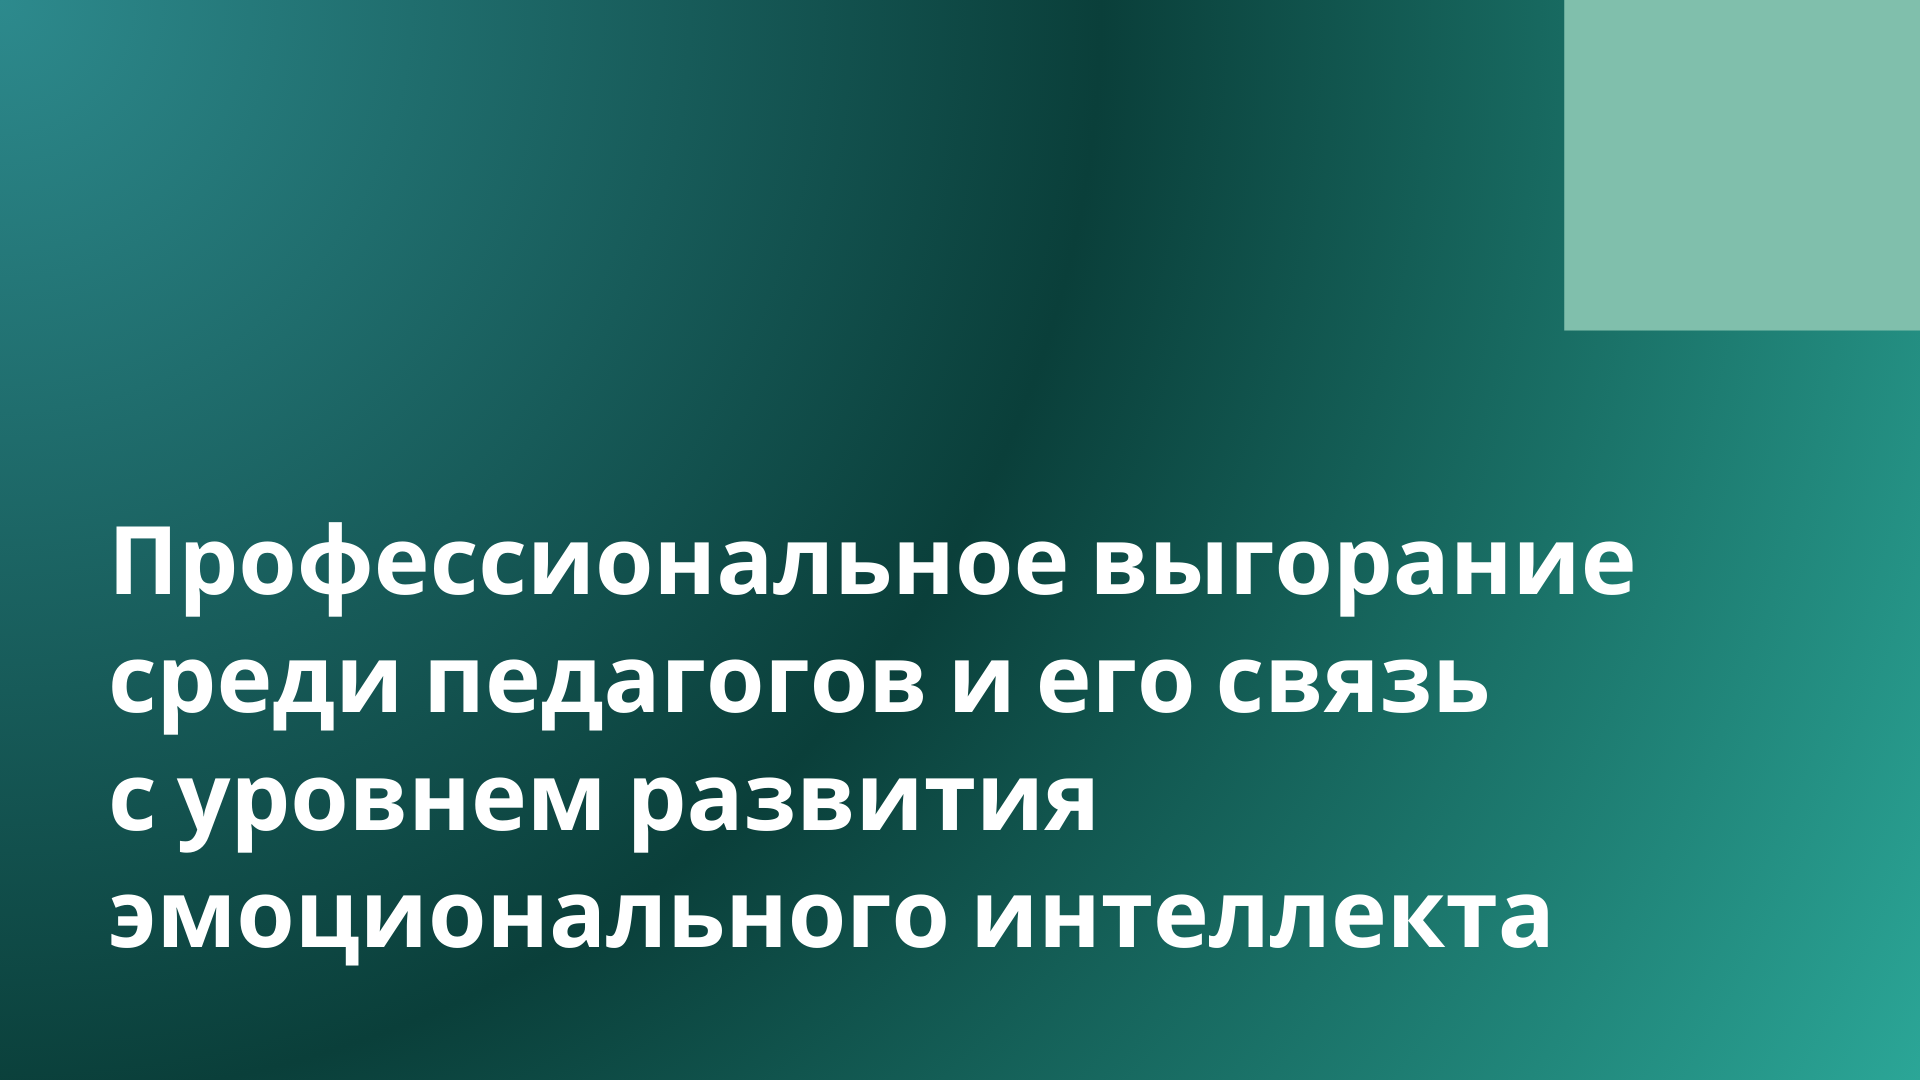 Профессиональное выгорание
среди педагогов и его связь
с уровнем развития
эмоционального интеллекта